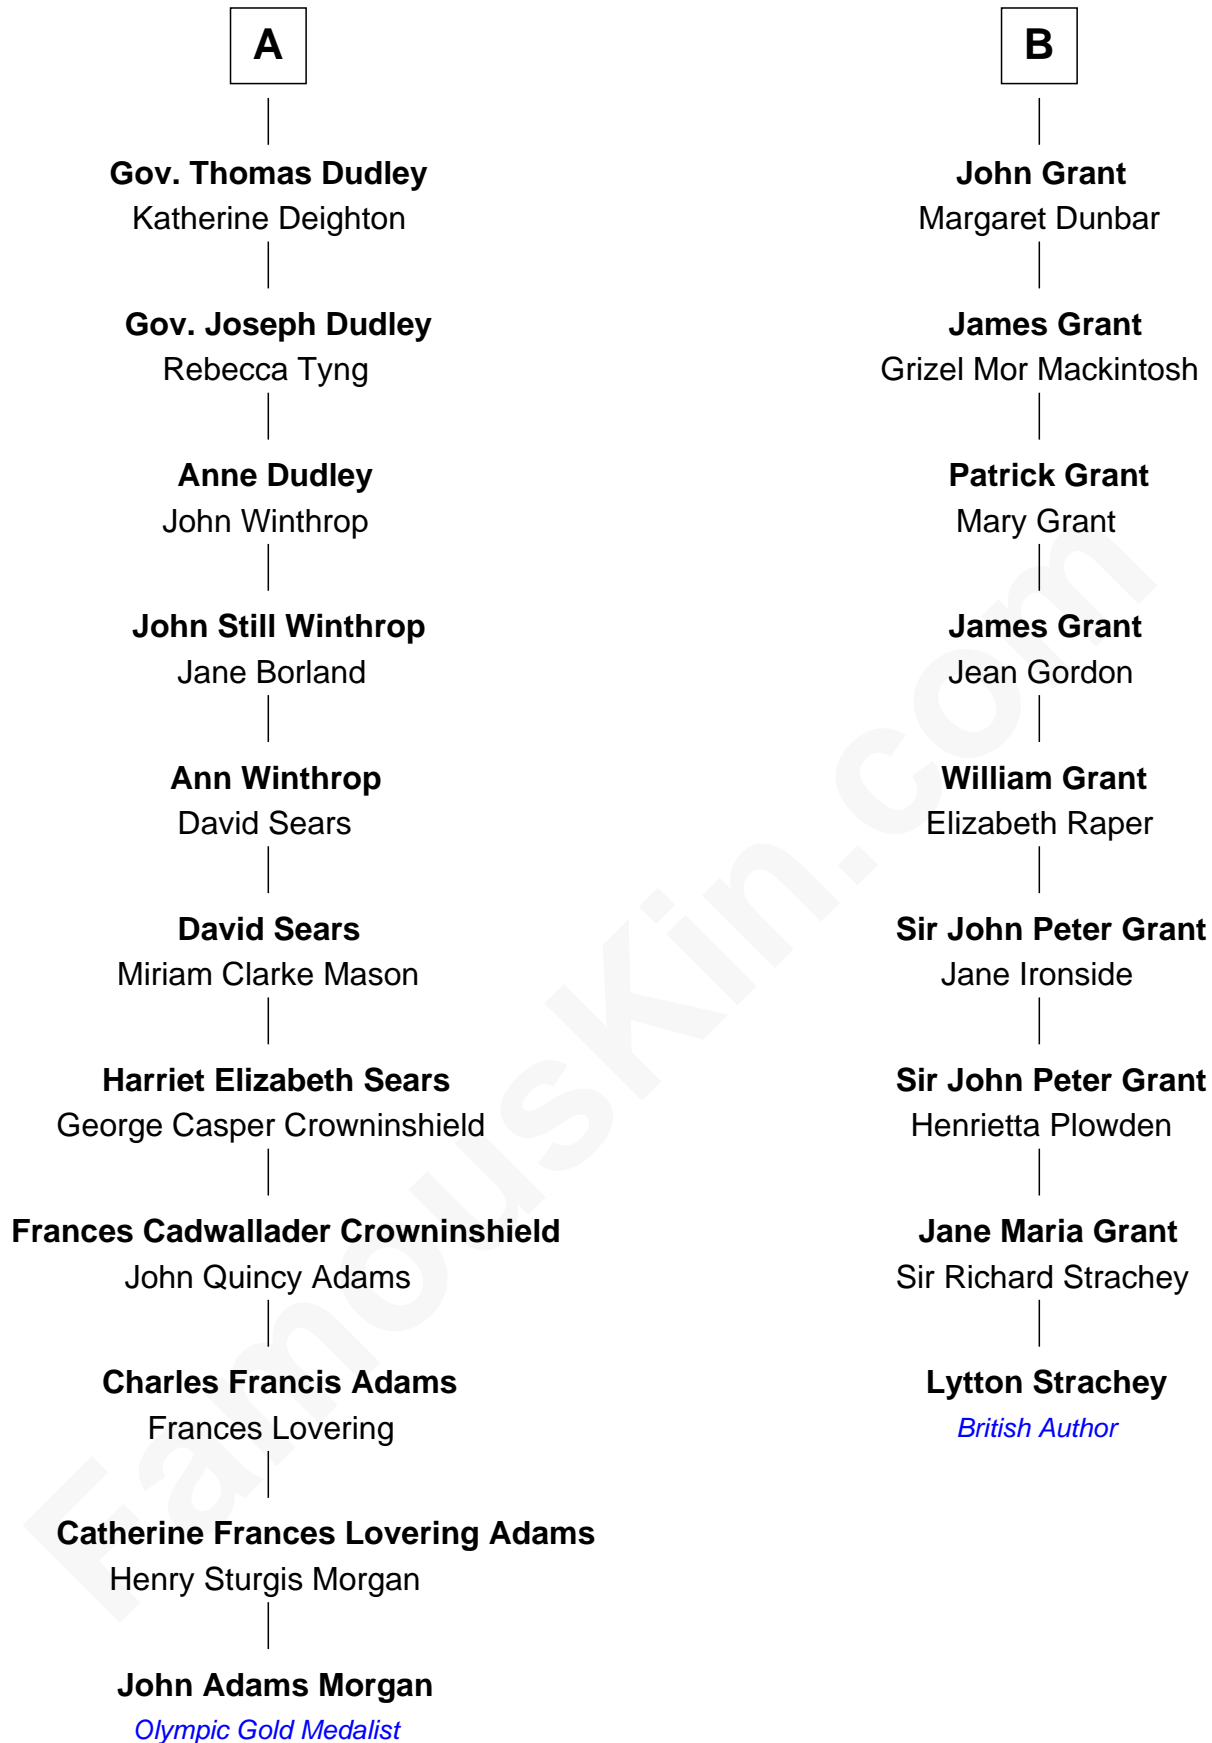 A
Gov. Thomas Dudley
Katherine Deighton
Gov. Joseph Dudley
Rebecca Tyng
Anne Dudley
John Winthrop
John Still Winthrop
Jane Borland
Ann Winthrop
David Sears
David Sears
Miriam Clarke Mason
Harriet Elizabeth Sears
George Casper Crowninshield
Frances Cadwallader Crowninshield
John Quincy Adams
Charles Francis Adams
Frances Lovering
Catherine Frances Lovering Adams
Henry Sturgis Morgan
John Adams Morgan
Olympic Gold Medalist
B
John Grant
Margaret Dunbar
James Grant
Grizel Mor Mackintosh
Patrick Grant
Mary Grant
James Grant
Jean Gordon
William Grant
Elizabeth Raper
Sir John Peter Grant
Jane Ironside
Sir John Peter Grant
Henrietta Plowden
Jane Maria Grant
Sir Richard Strachey
Lytton Strachey
British Author
FamousKin.com